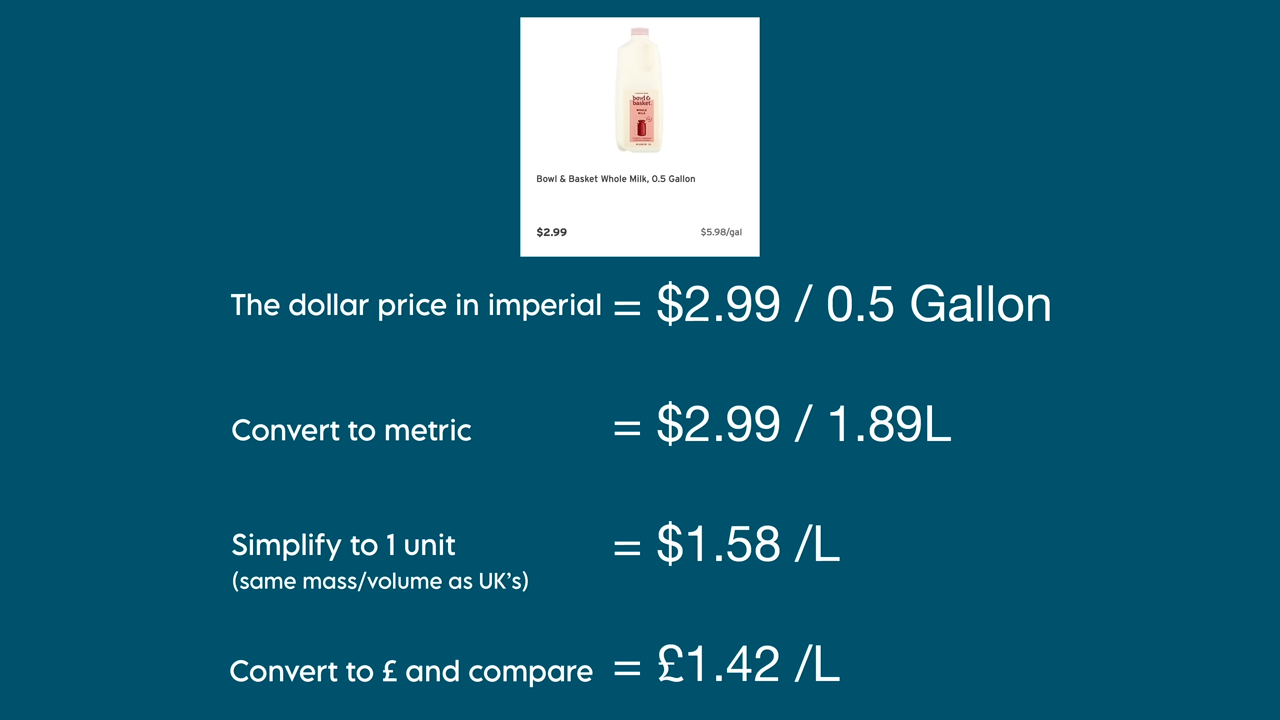 bowl &
basket
WHOLE
MILK
Bowl & Basket Whole Milk, 0.5 Gallon
$2.99 $5.98/gal
The dollar price in imperial = $2.99 / 0.5 Gallon
Convert to metric = $2.99 / 1.89L
Simplify to 1 unit = $1.58 /L
(same mass/volume as UK's)
Convert to £ and compare = £1.42 /L